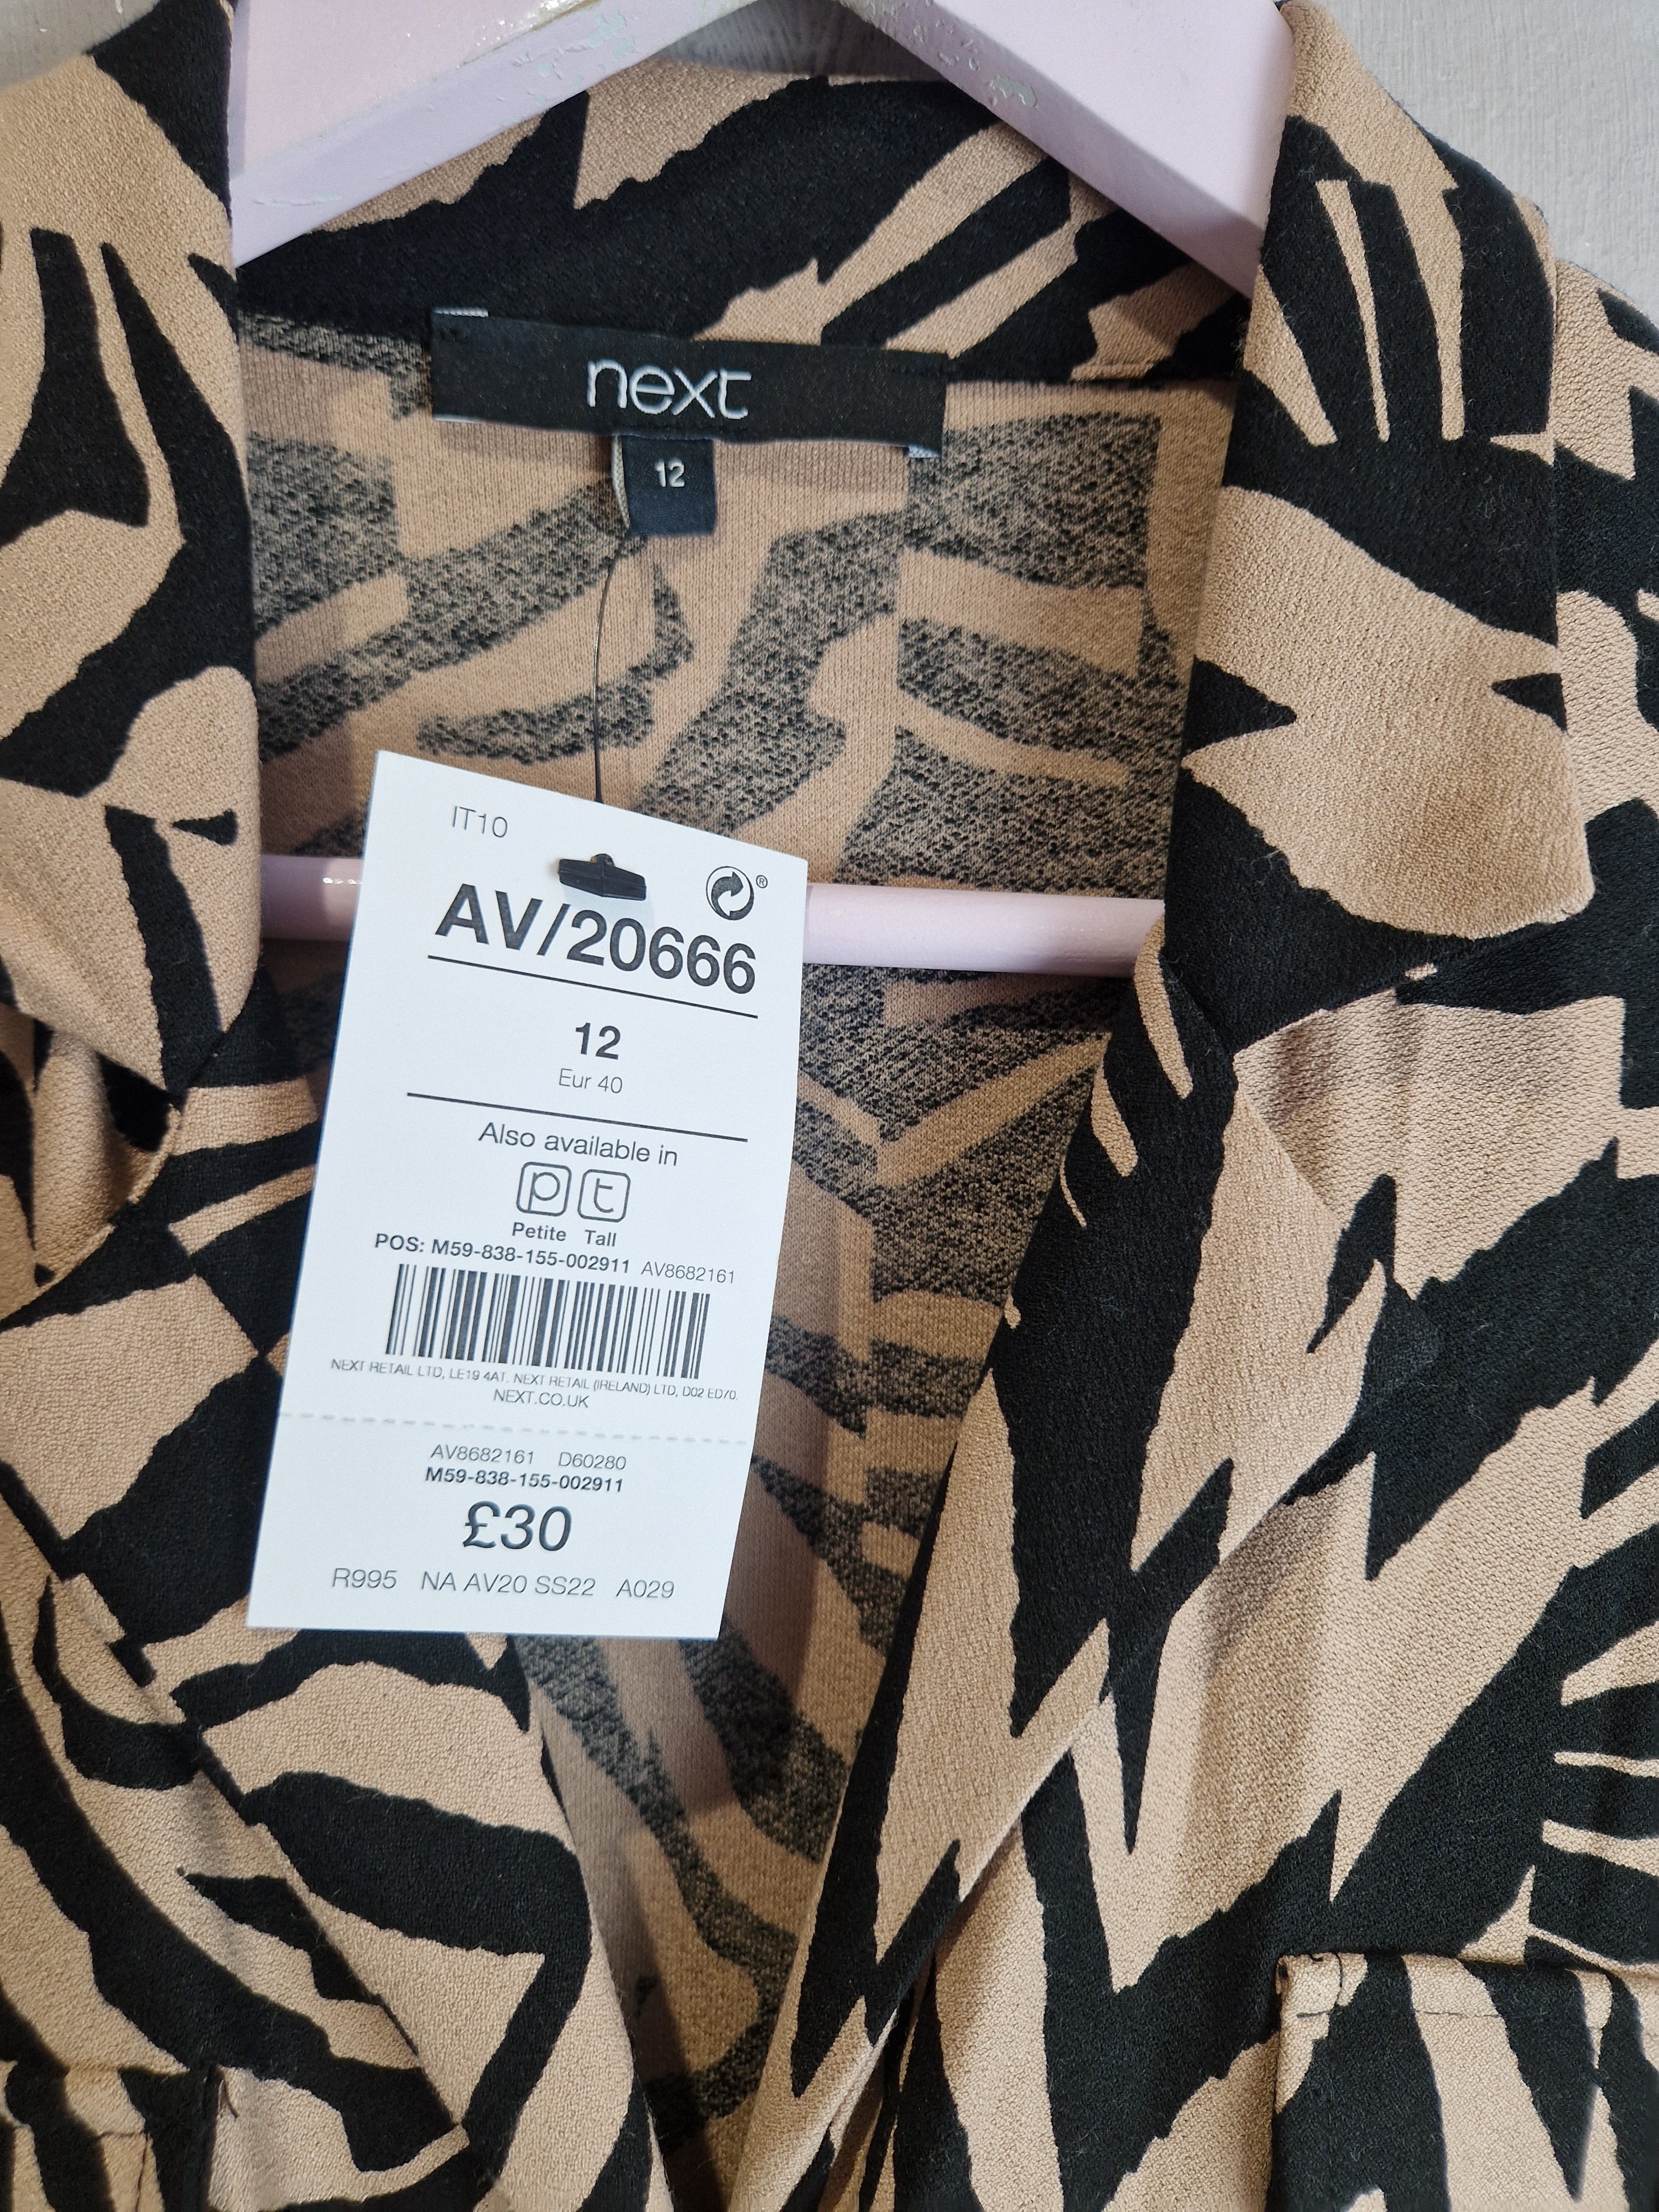 next
12
IT10
®
AV/20666
12
Eur 40
Also available in
p t
Petite Tall
POS: M59-838-155-002911 AV8682161
NEXT RETAIL LTD, LE19 4AT. NEXT RETAIL (IRELAND) LTD, D02 ED70.
NEXT.CO.UK
AV8682161 D60280
M59-838-155-002911
£30
R995 NA AV20 SS22 A029